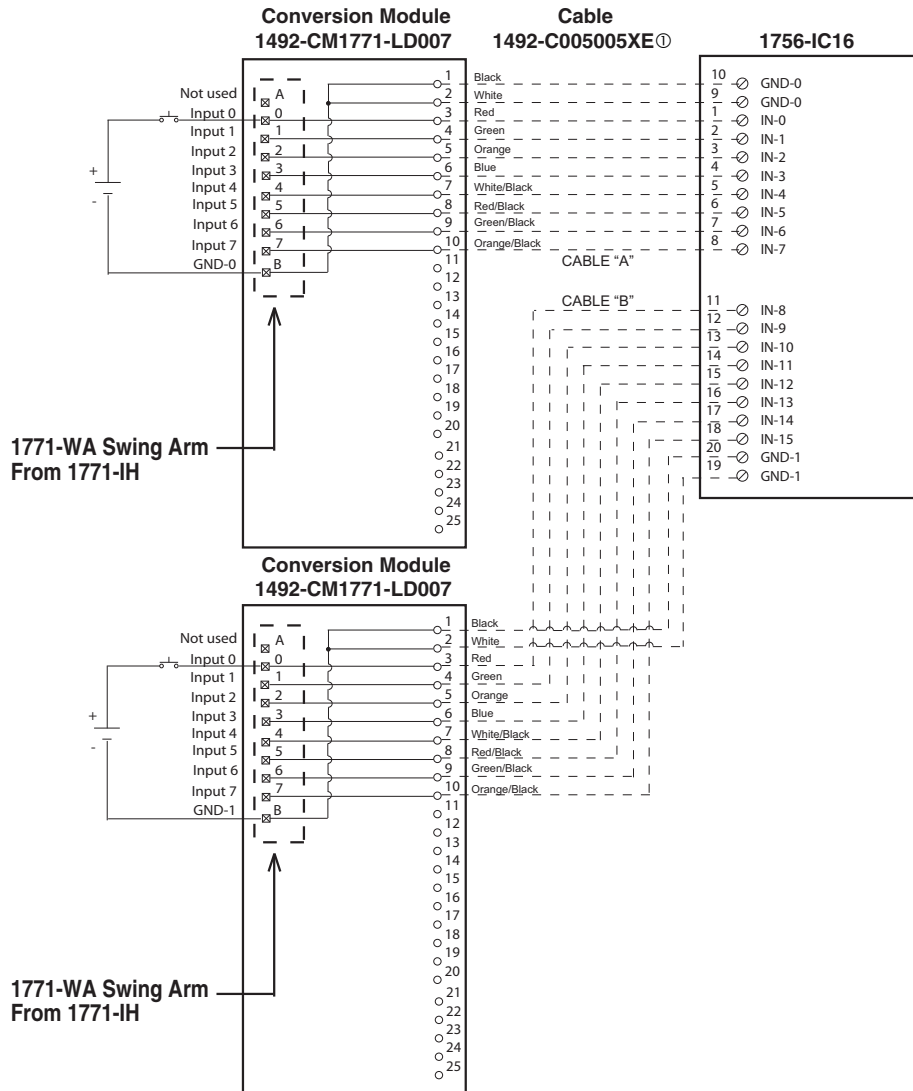 Conversion Module
1492-CM1771-LD007
Cable
1492-C005005XE①
1756-IC16
Not used
Input 0
Input 1
Input 2
Input 3
Input 4
Input 5
Input 6
Input 7
GND-0
+
-
A
0
1
2
3
4
5
6
7
B
1
2
3
4
5
6
7
8
9
10
11
12
13
14
15
16
17
18
19
20
21
22
23
24
25
Black
White
Red
Green
Orange
Blue
White/Black
Red/Black
Green/Black
Orange/Black
CABLE “A”
10 GND-0
9 GND-0
1 IN-0
2 IN-1
3 IN-2
4 IN-3
5 IN-4
6 IN-5
7 IN-6
8 IN-7
CABLE “B”
11 IN-8
12 IN-9
13 IN-10
14 IN-11
15 IN-12
16 IN-13
17 IN-14
18 IN-15
20 GND-1
19 GND-1
1771-WA Swing Arm
From 1771-IH
Conversion Module
1492-CM1771-LD007
Not used
Input 0
Input 1
Input 2
Input 3
Input 4
Input 5
Input 6
Input 7
GND-1
+
-
A
0
1
2
3
4
5
6
7
B
1
2
3
4
5
6
7
8
9
10
11
12
13
14
15
16
17
18
19
20
21
22
23
24
25
Black
White
Red
Green
Orange
Blue
White/Black
Red/Black
Green/Black
Orange/Black
1771-WA Swing Arm
From 1771-IH